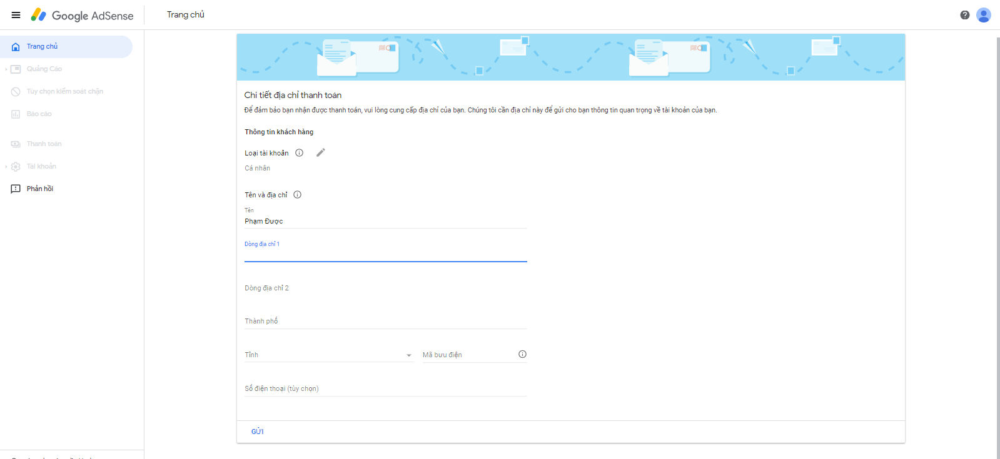 Google AdSense
Trang chủ
Trang chủ
Quảng Cáo
Tùy chọn kiểm soát chặn
Báo cáo
Thanh toán
Tài khoản
Phản hồi
Chi tiết địa chỉ thanh toán
Để đảm bảo bạn nhận được thanh toán, vui lòng cung cấp địa chỉ của bạn. Chúng tôi cần địa chỉ này để gửi cho bạn thông tin quan trọng về tài khoản của bạn.
Thông tin khách hàng
Loại tài khoản
Cá nhân
Tên và địa chỉ
Tên
Phạm Được
Dòng địa chỉ 1
Dòng địa chỉ 2
Thành phố
Tỉnh
Mã bưu điện
Số điện thoại (tùy chọn)
GỬI